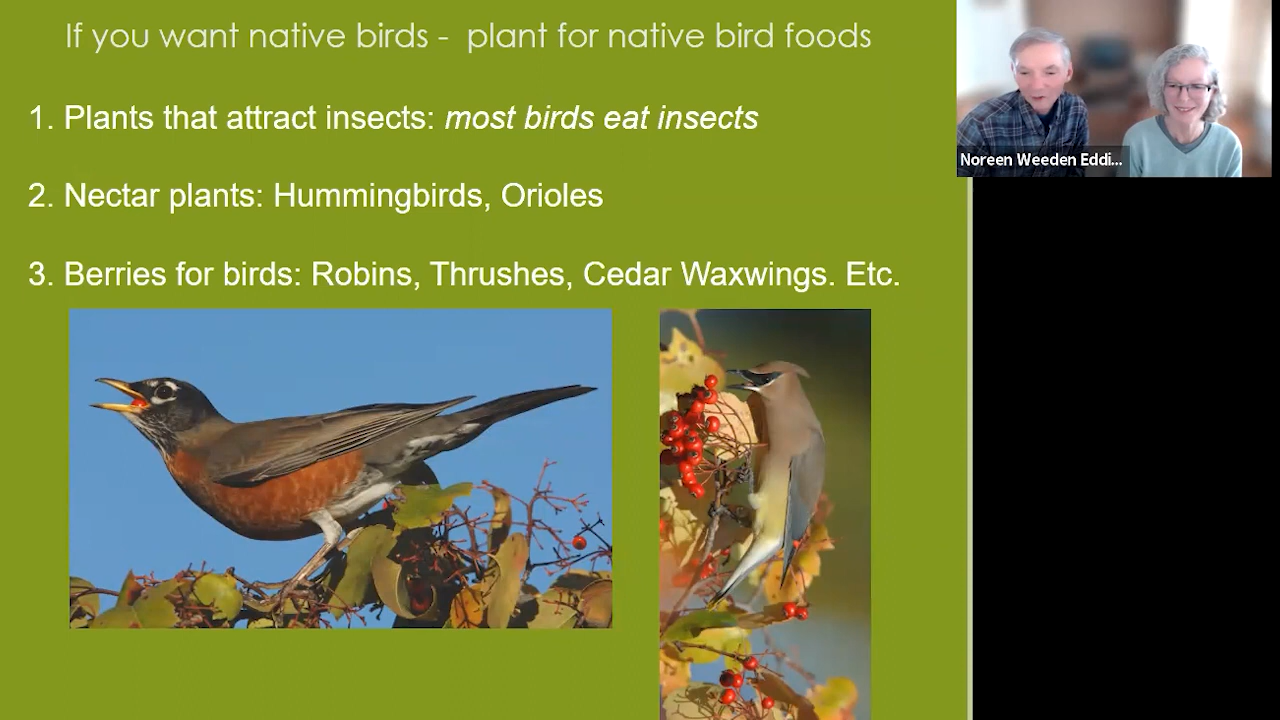 If you want native birds - plant for native bird foods
1. Plants that attract insects: most birds eat insects
2. Nectar plants: Hummingbirds, Orioles
3. Berries for birds: Robins, Thrushes, Cedar Waxwings. Etc.
Noreen Weeden Eddi...